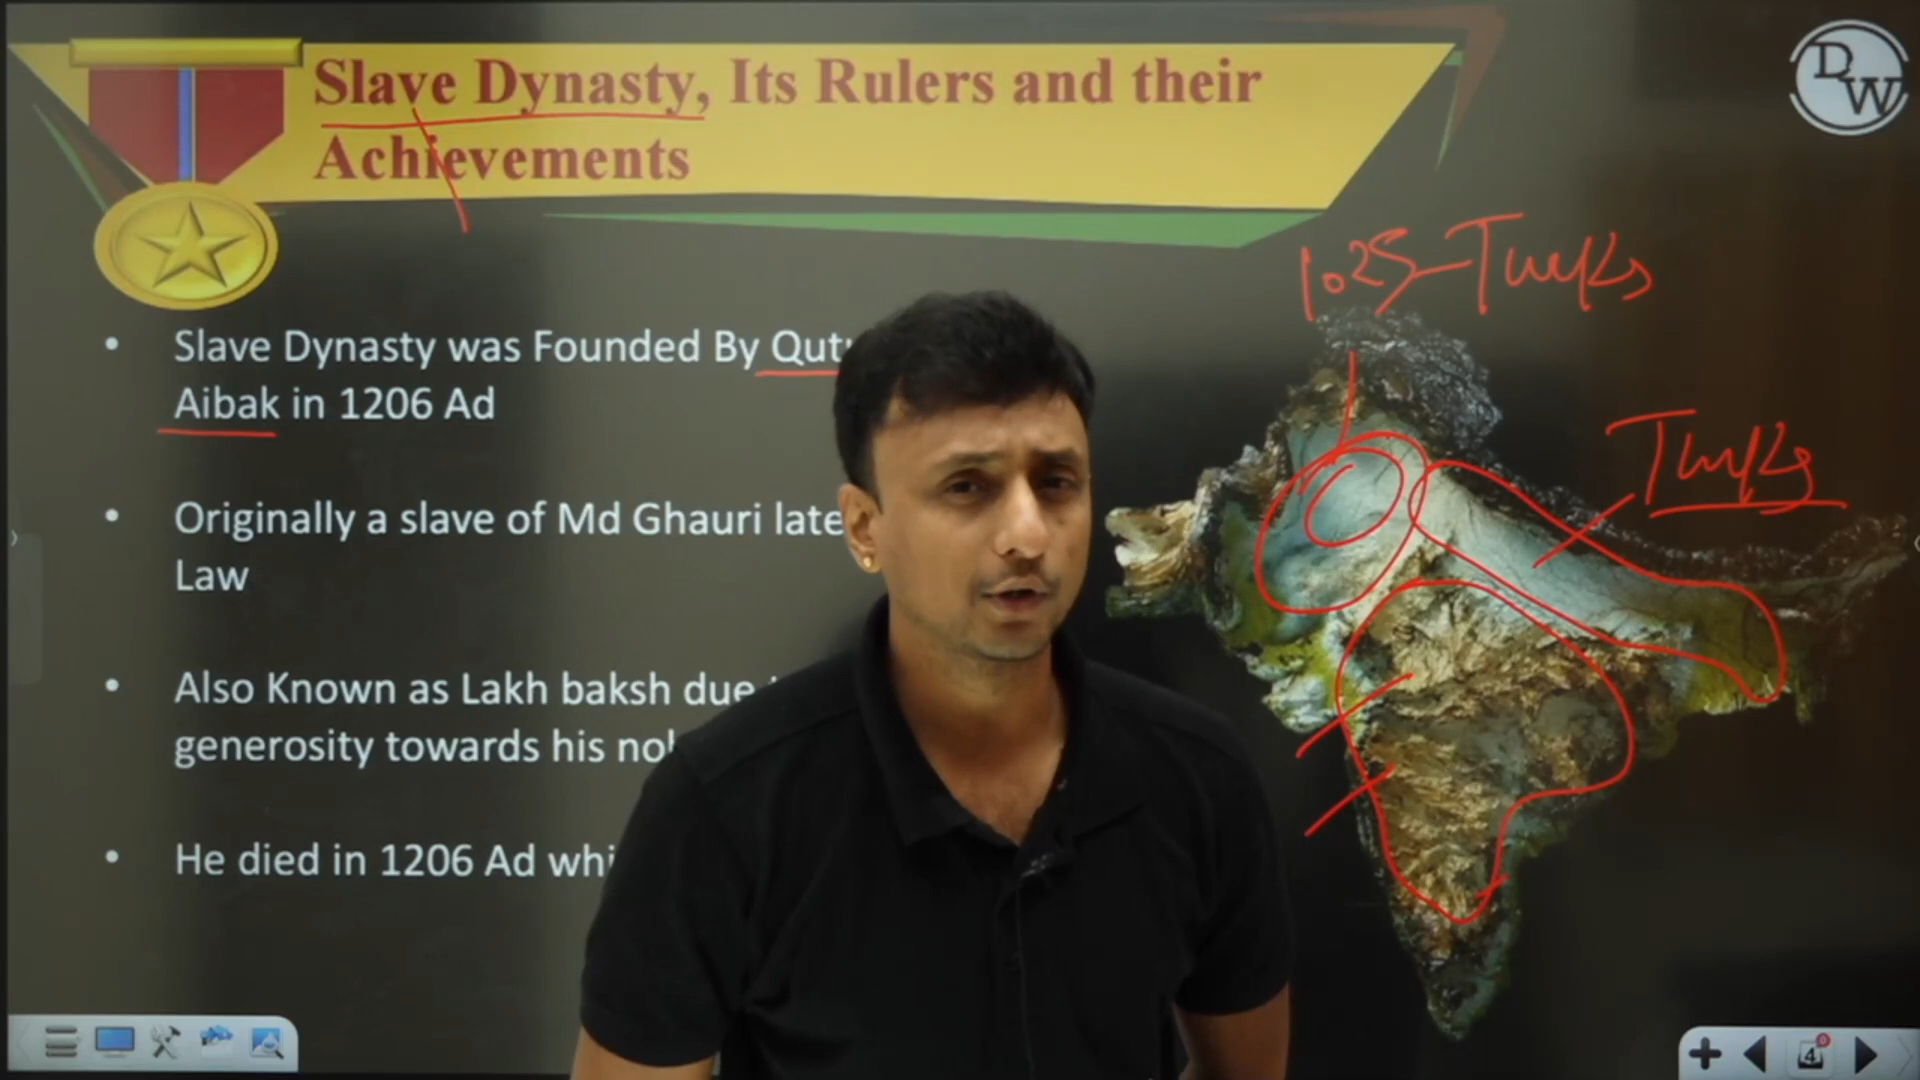 Slave Dynasty, Its Rulers and their
Achievements
D
W
1025-Turks
Slave Dynasty was Founded By
Aibak in 1206 Ad
Turks
Originally a slave of Md Ghauri
Law
Also Known as Lakh baksh due
generosity towards his
He died in 1206 Ad
4